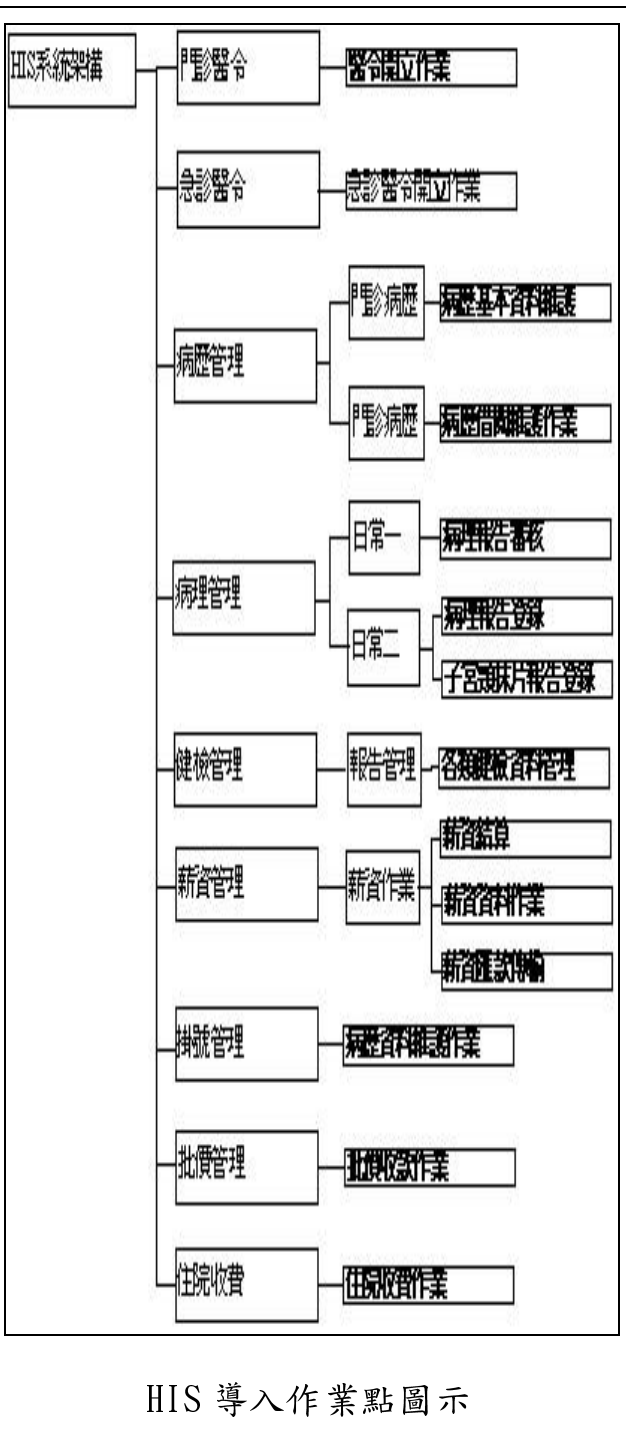 HIS系統架構
門診醫令
醫令開立作業
急診醫令
急診醫令開立作業
病歷管理
門診病歷
病歷基本資料維護
門診病歷
病歷借閱維護作業
病理管理
日常一
病理報告審核
日常二
病理報告登錄
子宮頸抹片報告登錄
健檢管理
報告管理
各類健檢資料管理
薪資管理
薪資作業
薪資結算
薪資資料作業
薪資匯款傳輸
掛號管理
病歷資料維護作業
批價管理
批價收款作業
住院收費
住院收費作業
HIS 導入作業點圖示